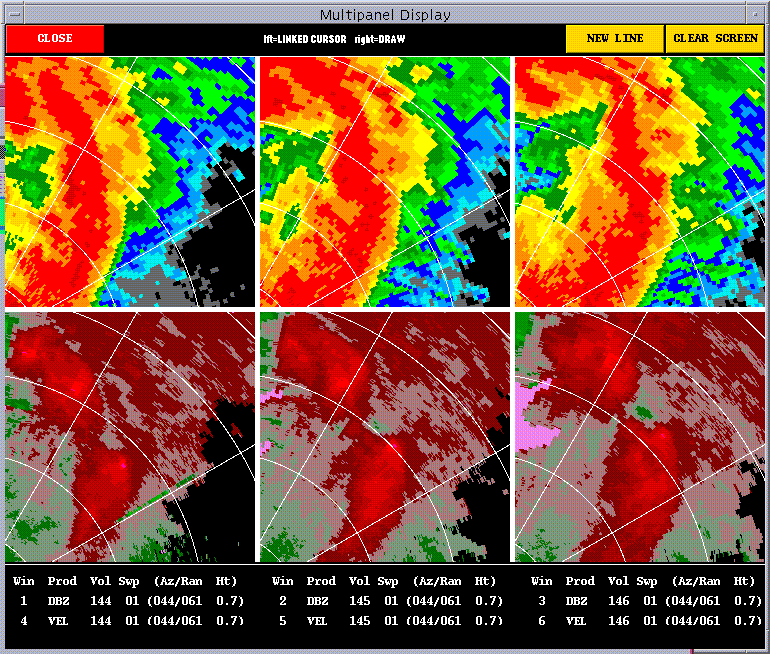 Multipanel Display
CLOSE lft=LINKED CURSOR right=DRAW NEW LINE CLEAR SCREEN
Win Prod Vol Swp (Az/Ran Ht) Win Prod Vol Swp (Az/Ran Ht) Win Prod Vol Swp (Az/Ran Ht)
1 DBZ 144 01 (044/061 0.7) 2 DBZ 145 01 (044/061 0.7) 3 DBZ 146 01 (044/061 0.7)
4 VEL 144 01 (044/061 0.7) 5 VEL 145 01 (044/061 0.7) 6 VEL 146 01 (044/061 0.7)